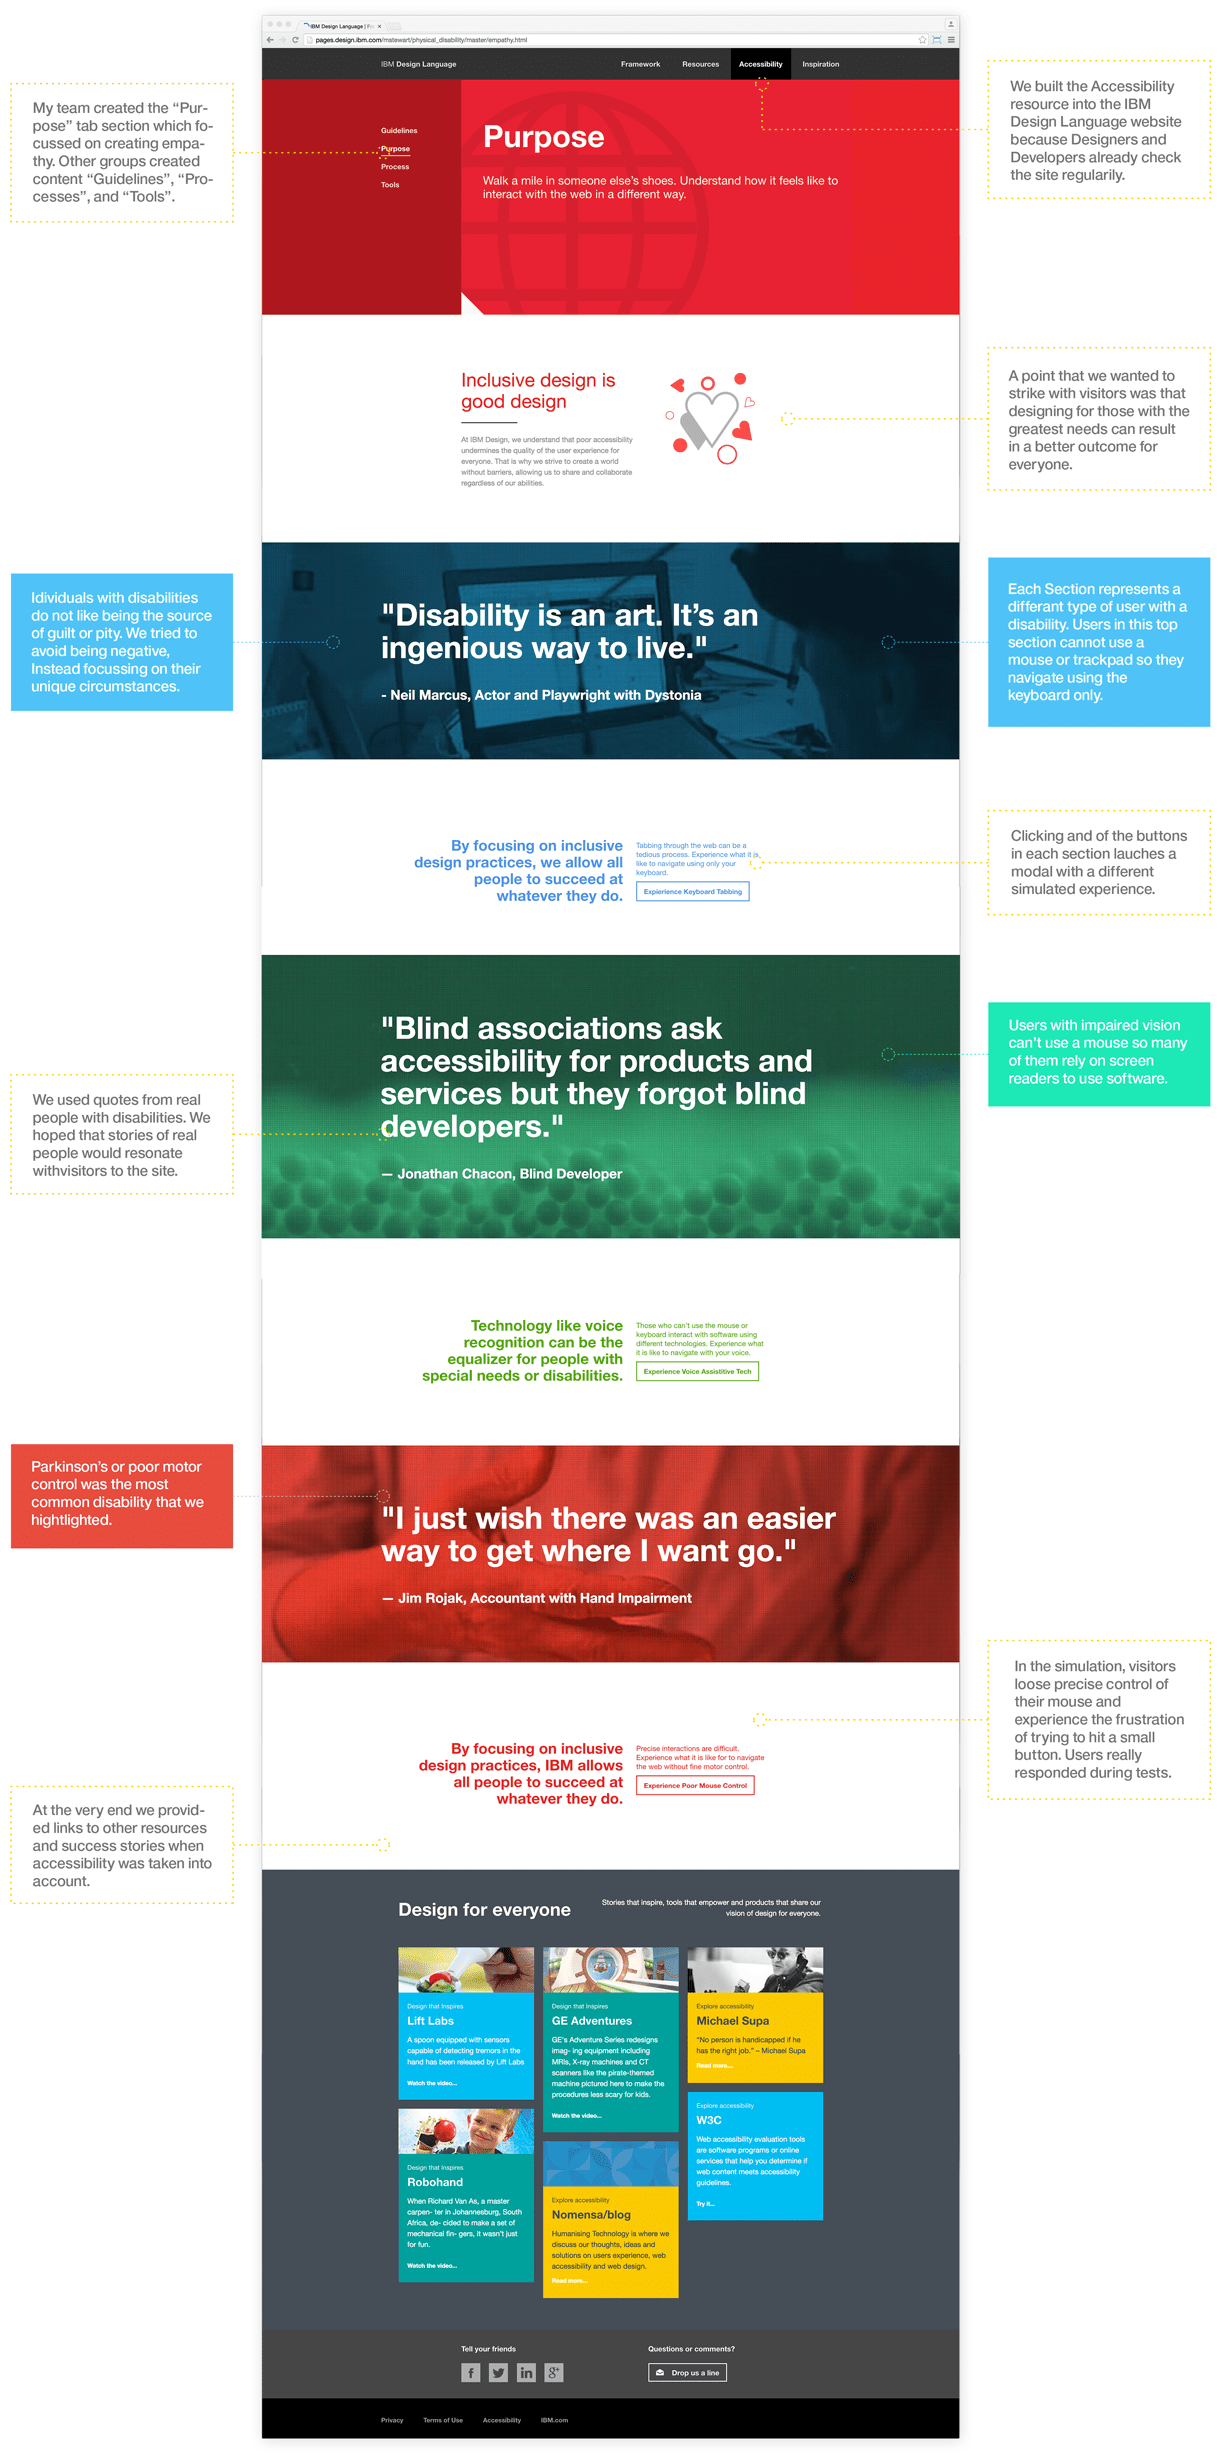 IBM Design Language | Fr
pages.design.ibm.com/mstewart/physical_disability/master/empathy.html
IBM Design Language
Framework
Resources
Accessibility
Inspiration
My team created the “Pur-
pose” tab section which fo-
cussed on creating empa-
thy. Other groups created
content “Guidelines”, “Pro-
cesses”, and “Tools”.
Guidelines
Purpose
Process
Tools
Purpose
Walk a mile in someone else’s shoes. Understand how it feels like to
interact with the web in a different way.
We built the Accessibility
resource into the IBM
Design Language website
because Designers and
Developers already check
the site regularily.
Inclusive design is
good design
At IBM Design, we understand that poor accessibility
undermines the quality of the user experience for
everyone. That is why we strive to create a world
without barriers, allowing us to share and collaborate
regardless of our abilities.
A point that we wanted to
strike with visitors was that
designing for those with the
greatest needs can result
in a better outcome for
everyone.
Idividuals with disabilities
do not like being the source
of guilt or pity. We tried to
avoid being negative,
Instead focussing on their
unique circumstances.
"Disability is an art. It’s an
ingenious way to live."
- Neil Marcus, Actor and Playwright with Dystonia
Each Section represents a
differant type of user with a
disability. Users in this top
section cannot use a
mouse or trackpad so they
navigate using the
keyboard only.
By focusing on inclusive
design practices, we allow all
people to succeed at
whatever they do.
Tabbing through the web can be a
tedious process. Experience what it is
like to navigate using only your
keyboard.
Expierience Keyboard Tabbing
Clicking and of the buttons
in each section lauches a
modal with a different
simulated experience.
"Blind associations ask
accessibility for products and
services but they forgot blind
developers."
— Jonathan Chacon, Blind Developer
Users with impaired vision
can’t use a mouse so many
of them rely on screen
readers to use software.
We used quotes from real
people with disabilities. We
hoped that stories of real
people would resonate
withvisitors to the site.
Technology like voice
recognition can be the
equalizer for people with
special needs or disabilities.
Those who can’t use the mouse or
keyboard interact with software using
different technologies. Experience what
it is like to navigate with your voice.
Experience Voice Assistitive Tech
Parkinson’s or poor motor
control was the most
common disability that we
hightlighted.
"I just wish there was an easier
way to get where I want go."
— Jim Rojak, Accountant with Hand Impairment
In the simulation, visitors
loose precise control of
their mouse and
experience the frustration
of trying to hit a small
button. Users really
responded during tests.
By focusing on inclusive
design practices, IBM allows
all people to succeed at
whatever they do.
Precise interactions are difficult.
Experience what it is like for to navigate
the web without fine motor control.
Experience Poor Mouse Control
At the very end we provid-
ed links to other resources
and success stories when
accessibility was taken into
account.
Design for everyone
Stories that inspire, tools that empower and products that share our
vision of design for everyone.
Design that Inspires
Lift Labs
A spoon equipped with sensors
capable of detecting tremors in the
hand has been released by Lift Labs
Watch the video...
Design that Inspires
GE Adventures
GE’s Adventure Series redesigns
imag- ing equipment including
MRIs, X-ray machines and CT
scanners like the pirate-themed
machine pictured here to make the
procedures less scary for kids.
Watch the video...
Explore accessibility
Michael Supa
“No person is handicapped if he
has the right job.” – Michael Supa
Read more...
Explore accessibility
W3C
Web accessibility evaluation tools
are software programs or online
services that help you determine if
web content meets accessibility
guidelines.
Try it...
Design that Inspires
Robohand
When Richard Van As, a master
carpen- ter in Johannesburg, South
Africa, de- cided to make a set of
mechanical fin- gers, it wasn’t just
for fun.
Watch the video...
Explore accessibility
Nomensa/blog
Humanising Technology is where we
discuss our thoughts, ideas and
solutions on users experience, web
accessibility and web design.
Read more...
Tell your friends
f
in
g+
Questions or comments?
Drop us a line
Privacy
Terms of Use
Accessibility
IBM.com